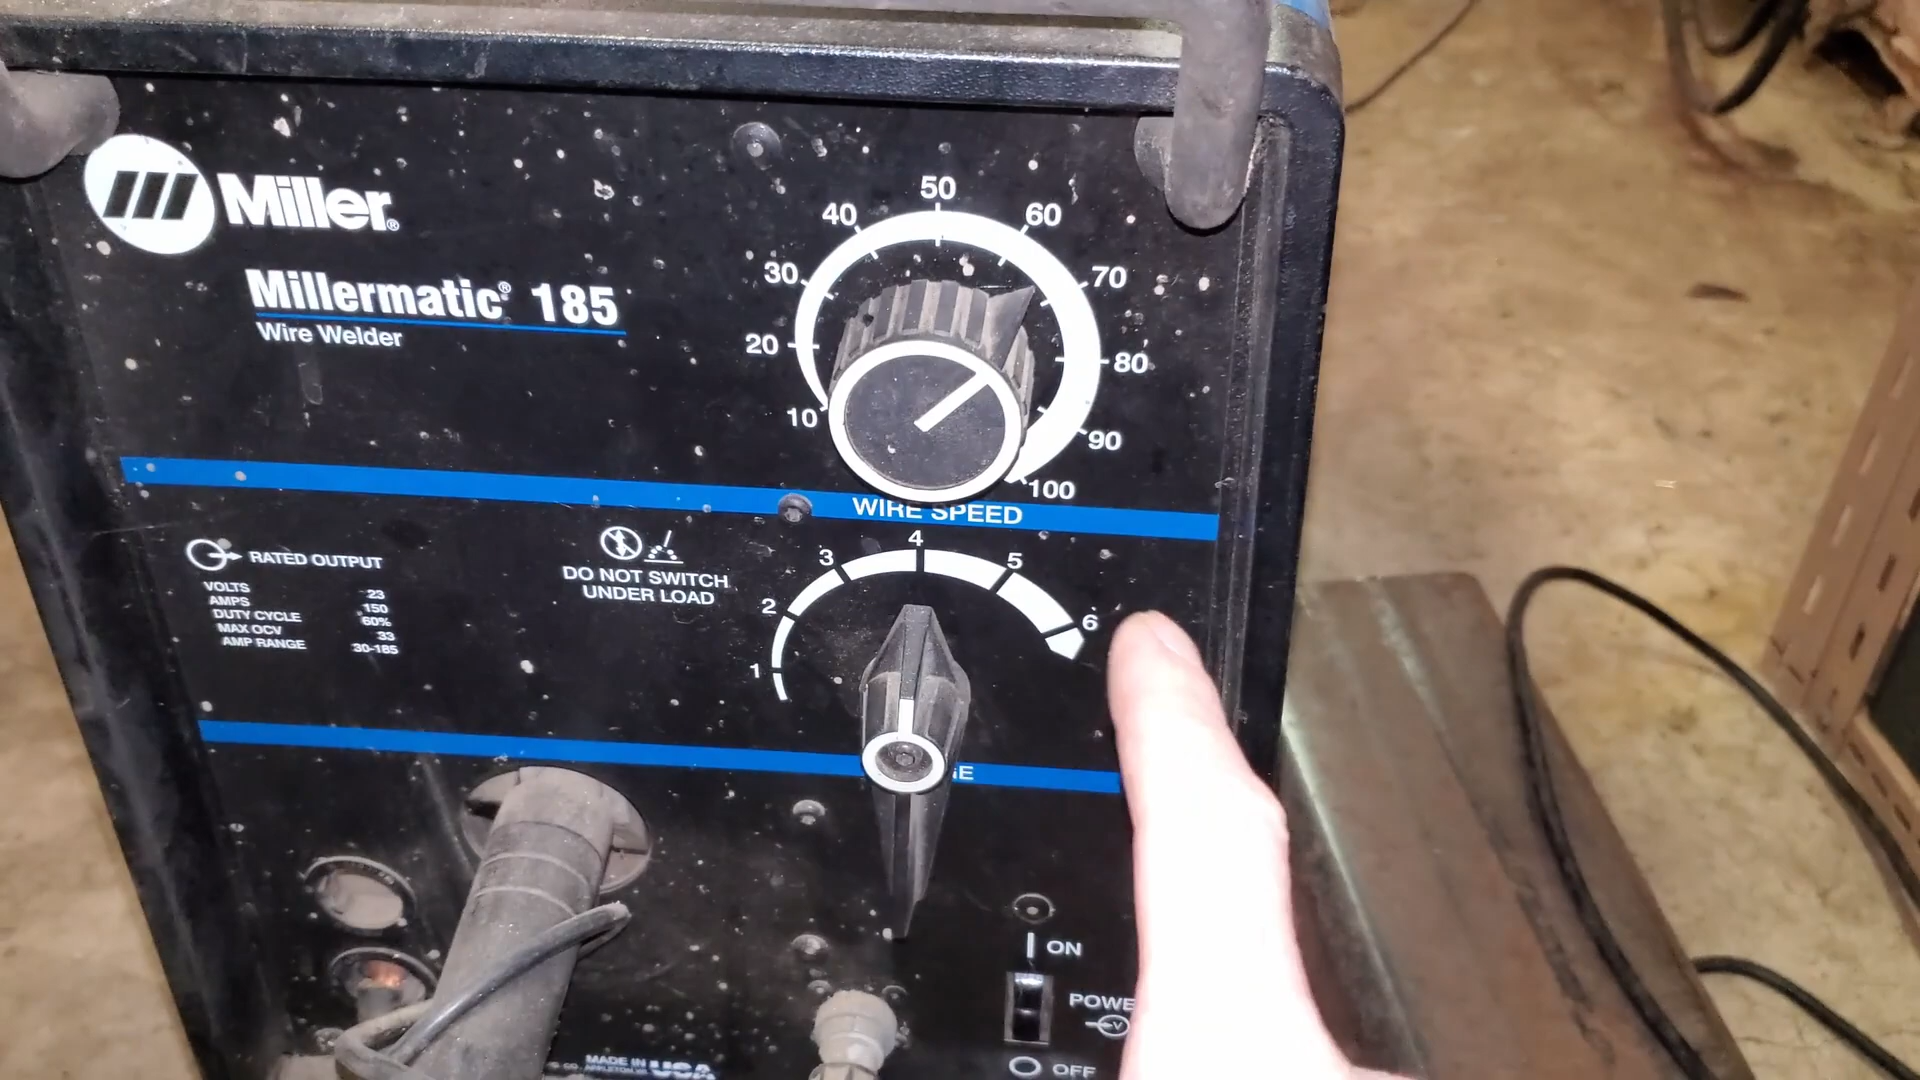 Miller®
Millermatic® 185
Wire Welder
10
20
30
40
50
60
70
80
90
100
WIRE SPEED
RATED OUTPUT
VOLTS 23
AMPS 150
DUTY CYCLE 60%
MAX OCV 33
AMP RANGE 30-185
DO NOT SWITCH
UNDER LOAD
1
2
3
4
5
6
ON
OFF
MADE IN USA